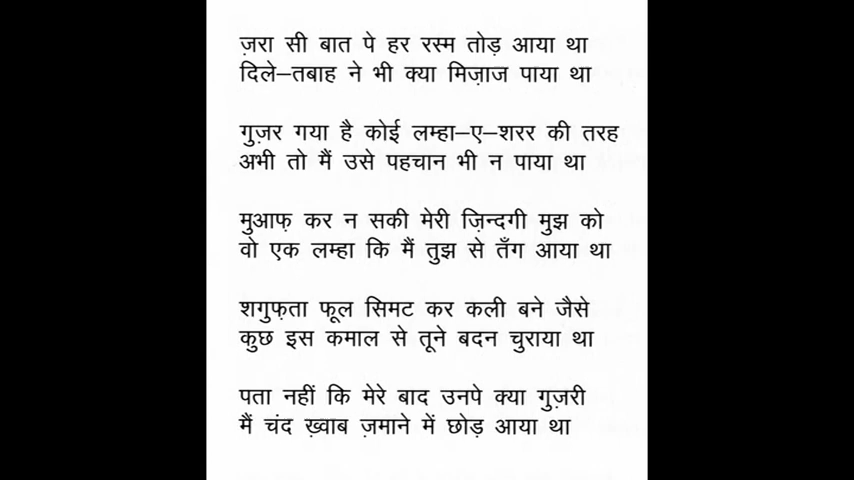 ज़रा सी बात पे हर रस्म तोड़ आया था
दिले–तबाह ने भी क्या मिज़ाज पाया था
गुज़र गया है कोई लम्हा–ए–शरर की तरह
अभी तो मैं उसे पहचान भी न पाया था
मुआफ़ कर न सकी मेरी ज़िन्दगी मुझ को
वो एक लम्हा कि मैं तुझ से तँग आया था
शगुफ़ता फूल सिमट कर कली बने जैसे
कुछ इस कमाल से तूने बदन चुराया था
पता नहीं कि मेरे बाद उनपे क्या गुज़री
मैं चंद ख़्वाब ज़माने में छोड़ आया था